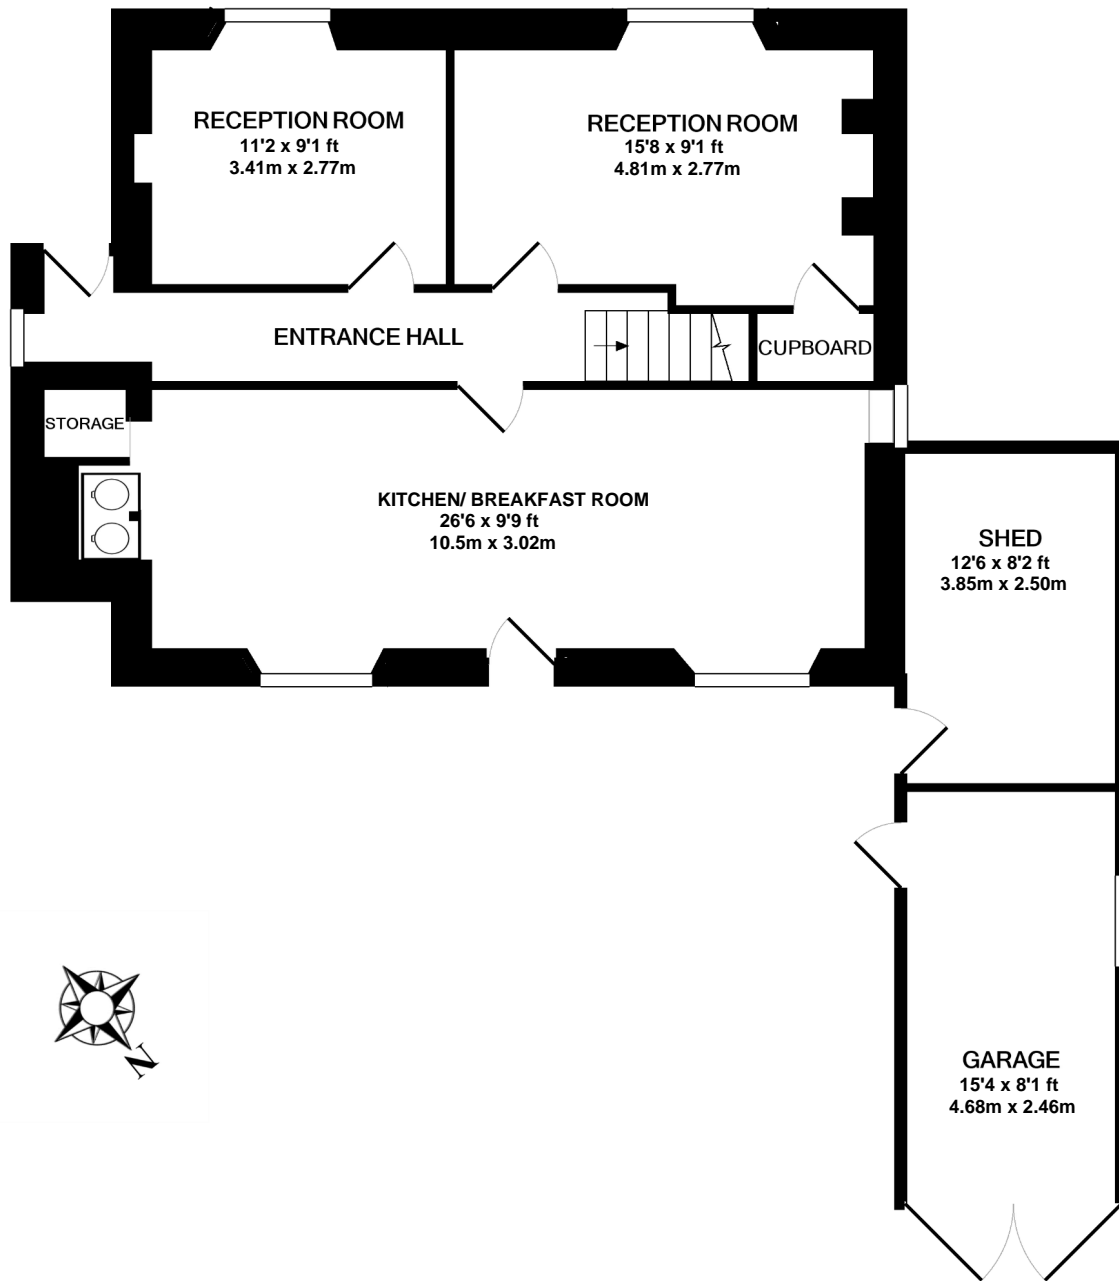 RECEPTION ROOM
11'2 x 9'1 ft
3.41m x 2.77m
RECEPTION ROOM
15'8 x 9'1 ft
4.81m x 2.77m
ENTRANCE HALL
CUPBOARD
STORAGE
KITCHEN/ BREAKFAST ROOM
26'6 x 9'9 ft
10.5m x 3.02m
SHED
12'6 x 8'2 ft
3.85m x 2.50m
N
GARAGE
15'4 x 8'1 ft
4.68m x 2.46m